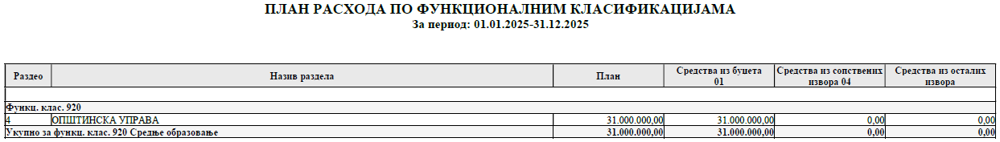 ПЛАН РАСХОДА ПО ФУНКЦИОНАЛНИМ КЛАСИФИКАЦИЈАМА
За период: 01.01.2025-31.12.2025
Раздео Назив раздела План Средства из буџета 01 Средства из сопствених извора 04 Средства из осталих извора
Функц. клас. 920
4 ОПШТИНСКА УПРАВА 31.000.000,00 31.000.000,00 0,00 0,00
Укупно за функц. клас. 920 Средње образовање 31.000.000,00 31.000.000,00 0,00 0,00